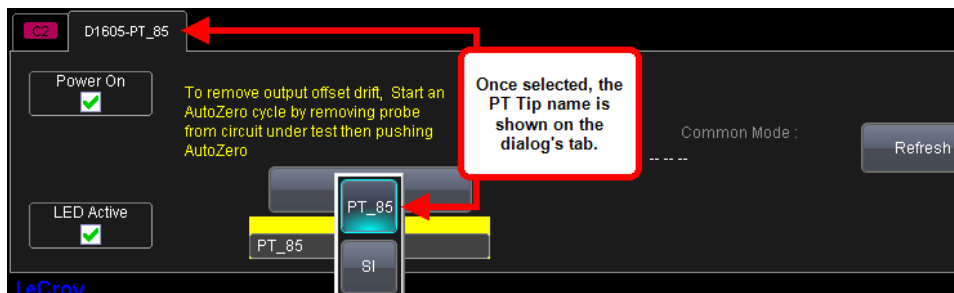 C2 D1605-PT_85
Power On
To remove output offset drift, Start an
AutoZero cycle by removing probe
from circuit under test then pushing
AutoZero
Once selected, the
PT Tip name is
shown on the
dialog's tab.
Common Mode :
-- -- --
Refresh
LED Active
PT_85
PT_85
SI
LeCroy